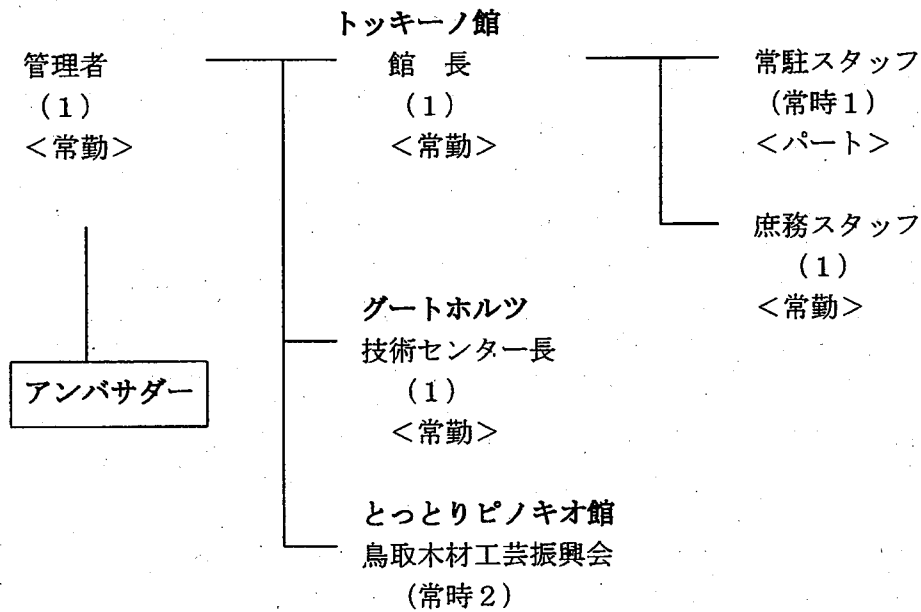 トッキーノ館
管理者
（1）
＜常勤＞
館　長
（1）
＜常勤＞
常駐スタッフ
（常時1）
＜パート＞
庶務スタッフ
（1）
＜常勤＞
アンバサダー
グートホルツ
技術センター長
（1）
＜常勤＞
とっとりピノキオ館
鳥取木材工芸振興会
（常時2）